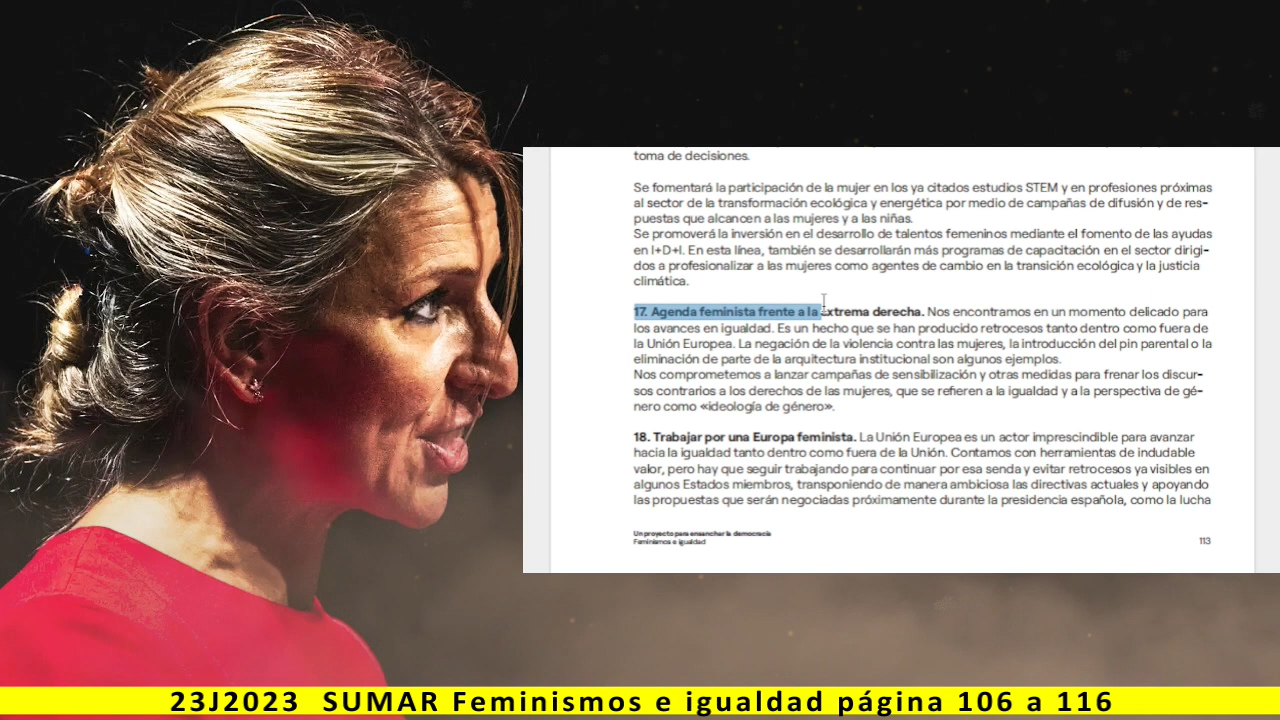 toma de decisiones.
Se fomentará la participación de la mujer en los ya citados estudios STEM y en profesiones próximas
al sector de la transformación ecológica y energética por medio de campañas de difusión y de res-
puestas que alcancen a las mujeres y a las niñas.
Se promoverá la inversión en el desarrollo de talentos femeninos mediante el fomento de las ayudas
en I+D+I. En esta línea, también se desarrollarán más programas de capacitación en el sector dirigi-
dos a profesionalizar a las mujeres como agentes de cambio en la transición ecológica y la justicia
climática.
17. Agenda feminista frente a la extrema derecha. Nos encontramos en un momento delicado para
los avances en igualdad. Es un hecho que se han producido retrocesos tanto dentro como fuera de
la Unión Europea. La negación de la violencia contra las mujeres, la introducción del pin parental o la
eliminación de parte de la arquitectura institucional son algunos ejemplos.
Nos comprometemos a lanzar campañas de sensibilización y otras medidas para frenar los discur-
sos contrarios a los derechos de las mujeres, que se refieren a la igualdad y a la perspectiva de gé-
nero como «ideología de género».
18. Trabajar por una Europa feminista. La Unión Europea es un actor imprescindible para avanzar
hacia la igualdad tanto dentro como fuera de la Unión. Contamos con herramientas de indudable
valor, pero hay que seguir trabajando para continuar por esa senda y evitar retrocesos ya visibles en
algunos Estados miembros, transponiendo de manera ambiciosa las directivas actuales y apoyando
las propuestas que serán negociadas próximamente durante la presidencia española, como la lucha
Un proyecto para ensanchar la democracia
Feminismos e igualdad 113
23J2023 SUMAR Feminismos e igualdad página 106 a 116